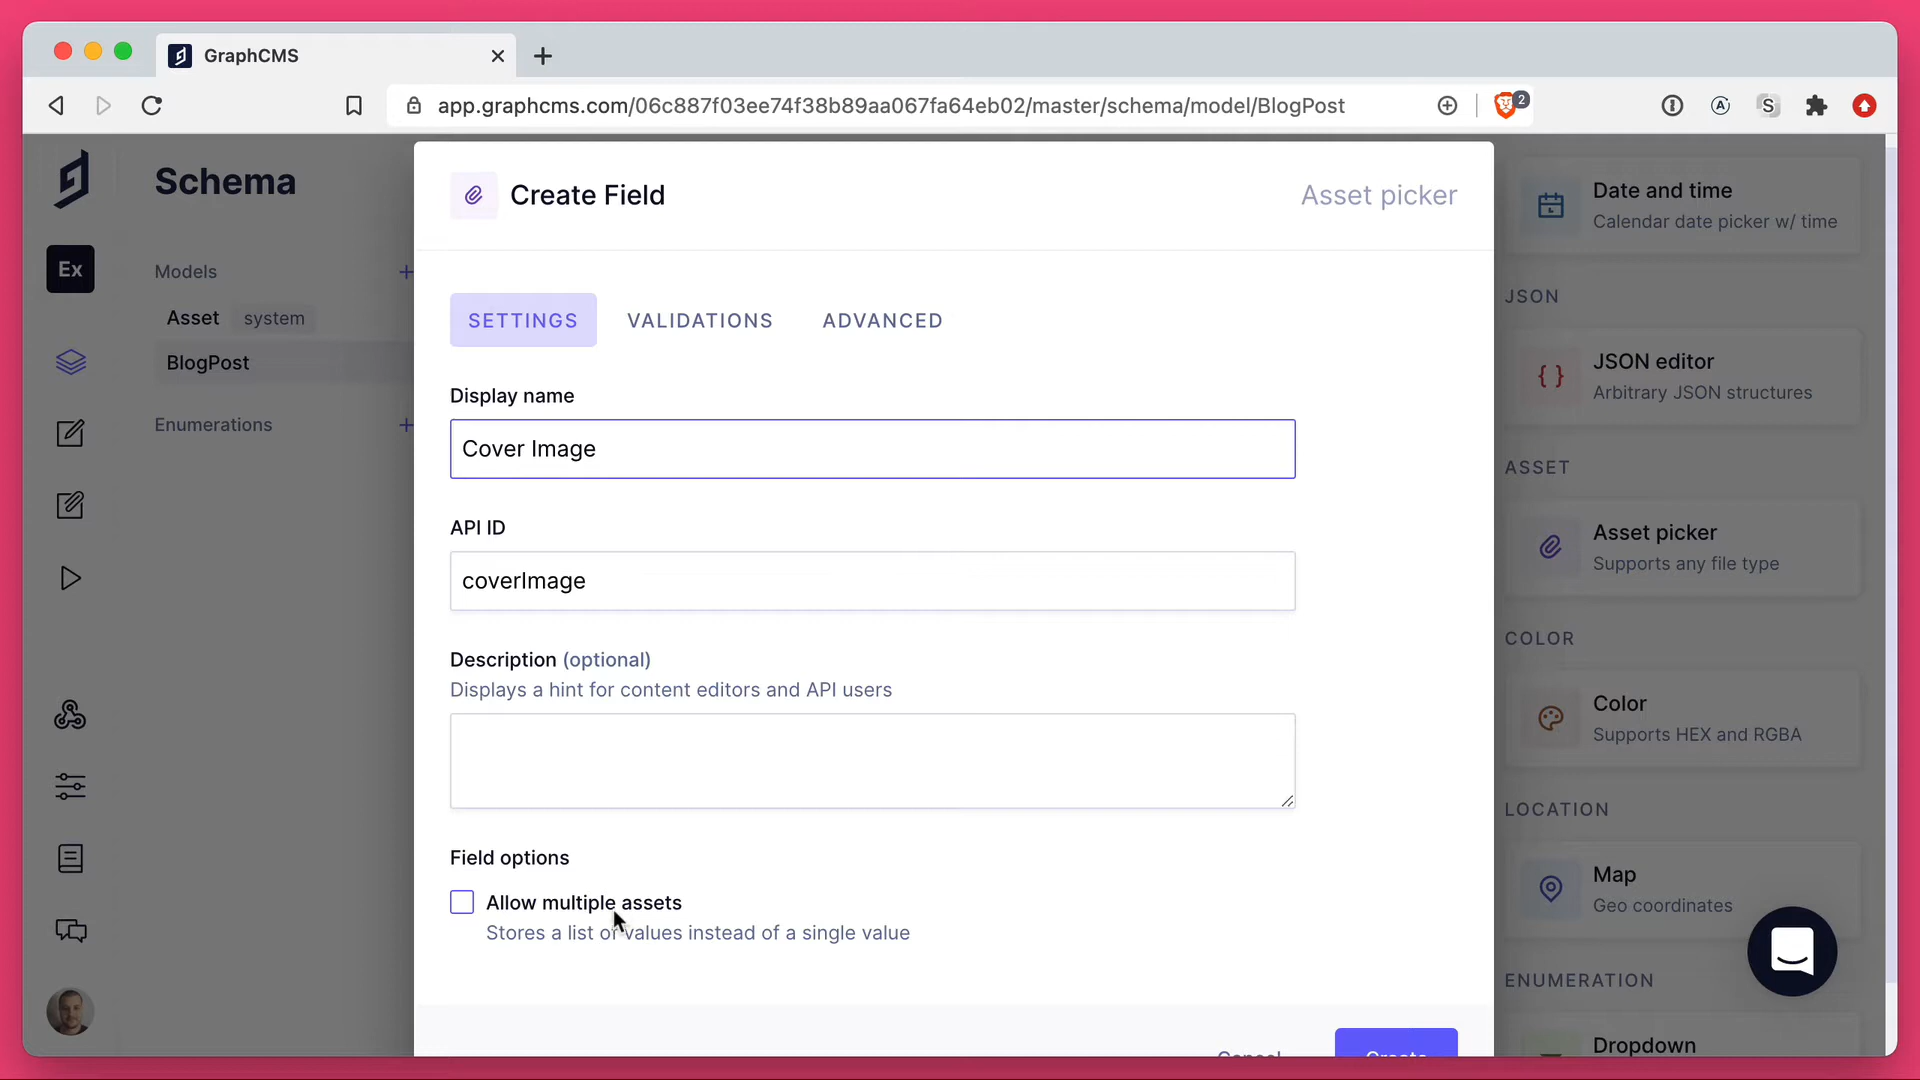 GraphCMS
app.graphcms.com/06c887f03ee74f38b89aa067fa64eb02/master/schema/model/BlogPost
2
Schema
Ex
Models
Asset system
BlogPost
Enumerations
Create Field
Asset picker
SETTINGS VALIDATIONS ADVANCED
Display name
Cover Image
API ID
coverImage
Description (optional)
Displays a hint for content editors and API users
Field options
Allow multiple assets
Stores a list of values instead of a single value
Cancel
Create
Date and time
Calendar date picker w/ time
JSON
JSON editor
Arbitrary JSON structures
ASSET
Asset picker
Supports any file type
COLOR
Color
Supports HEX and RGBA
LOCATION
Map
Geo coordinates
ENUMERATION
Dropdown